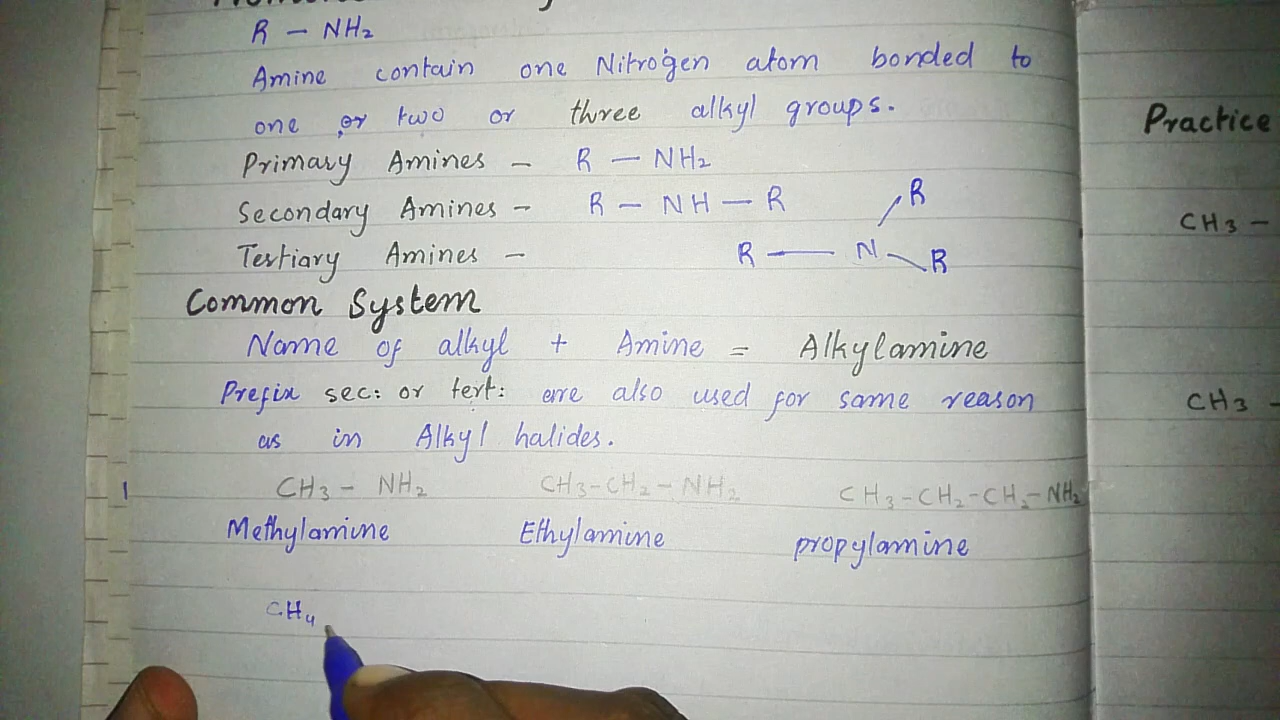 R - NH₂
Amine contain one Nitrogen atom bonded to
one or two or three alkyl groups.
Primary Amines - R - NH₂
Secondary Amines - R - NH - R
R
Tertiary Amines - R - N - R
Common System
Name of alkyl + Amine = Alkylamine
Prefix sec: or tert: are also used for same reason
as in Alkyl halides.
1 CH₃ - NH₂ CH₃-CH₂-NH₂ CH₃-CH₂-CH₂-NH₂
Methylamine Ethylamine propylamine
CH₄
Practice
CH₃ -
CH₃ -